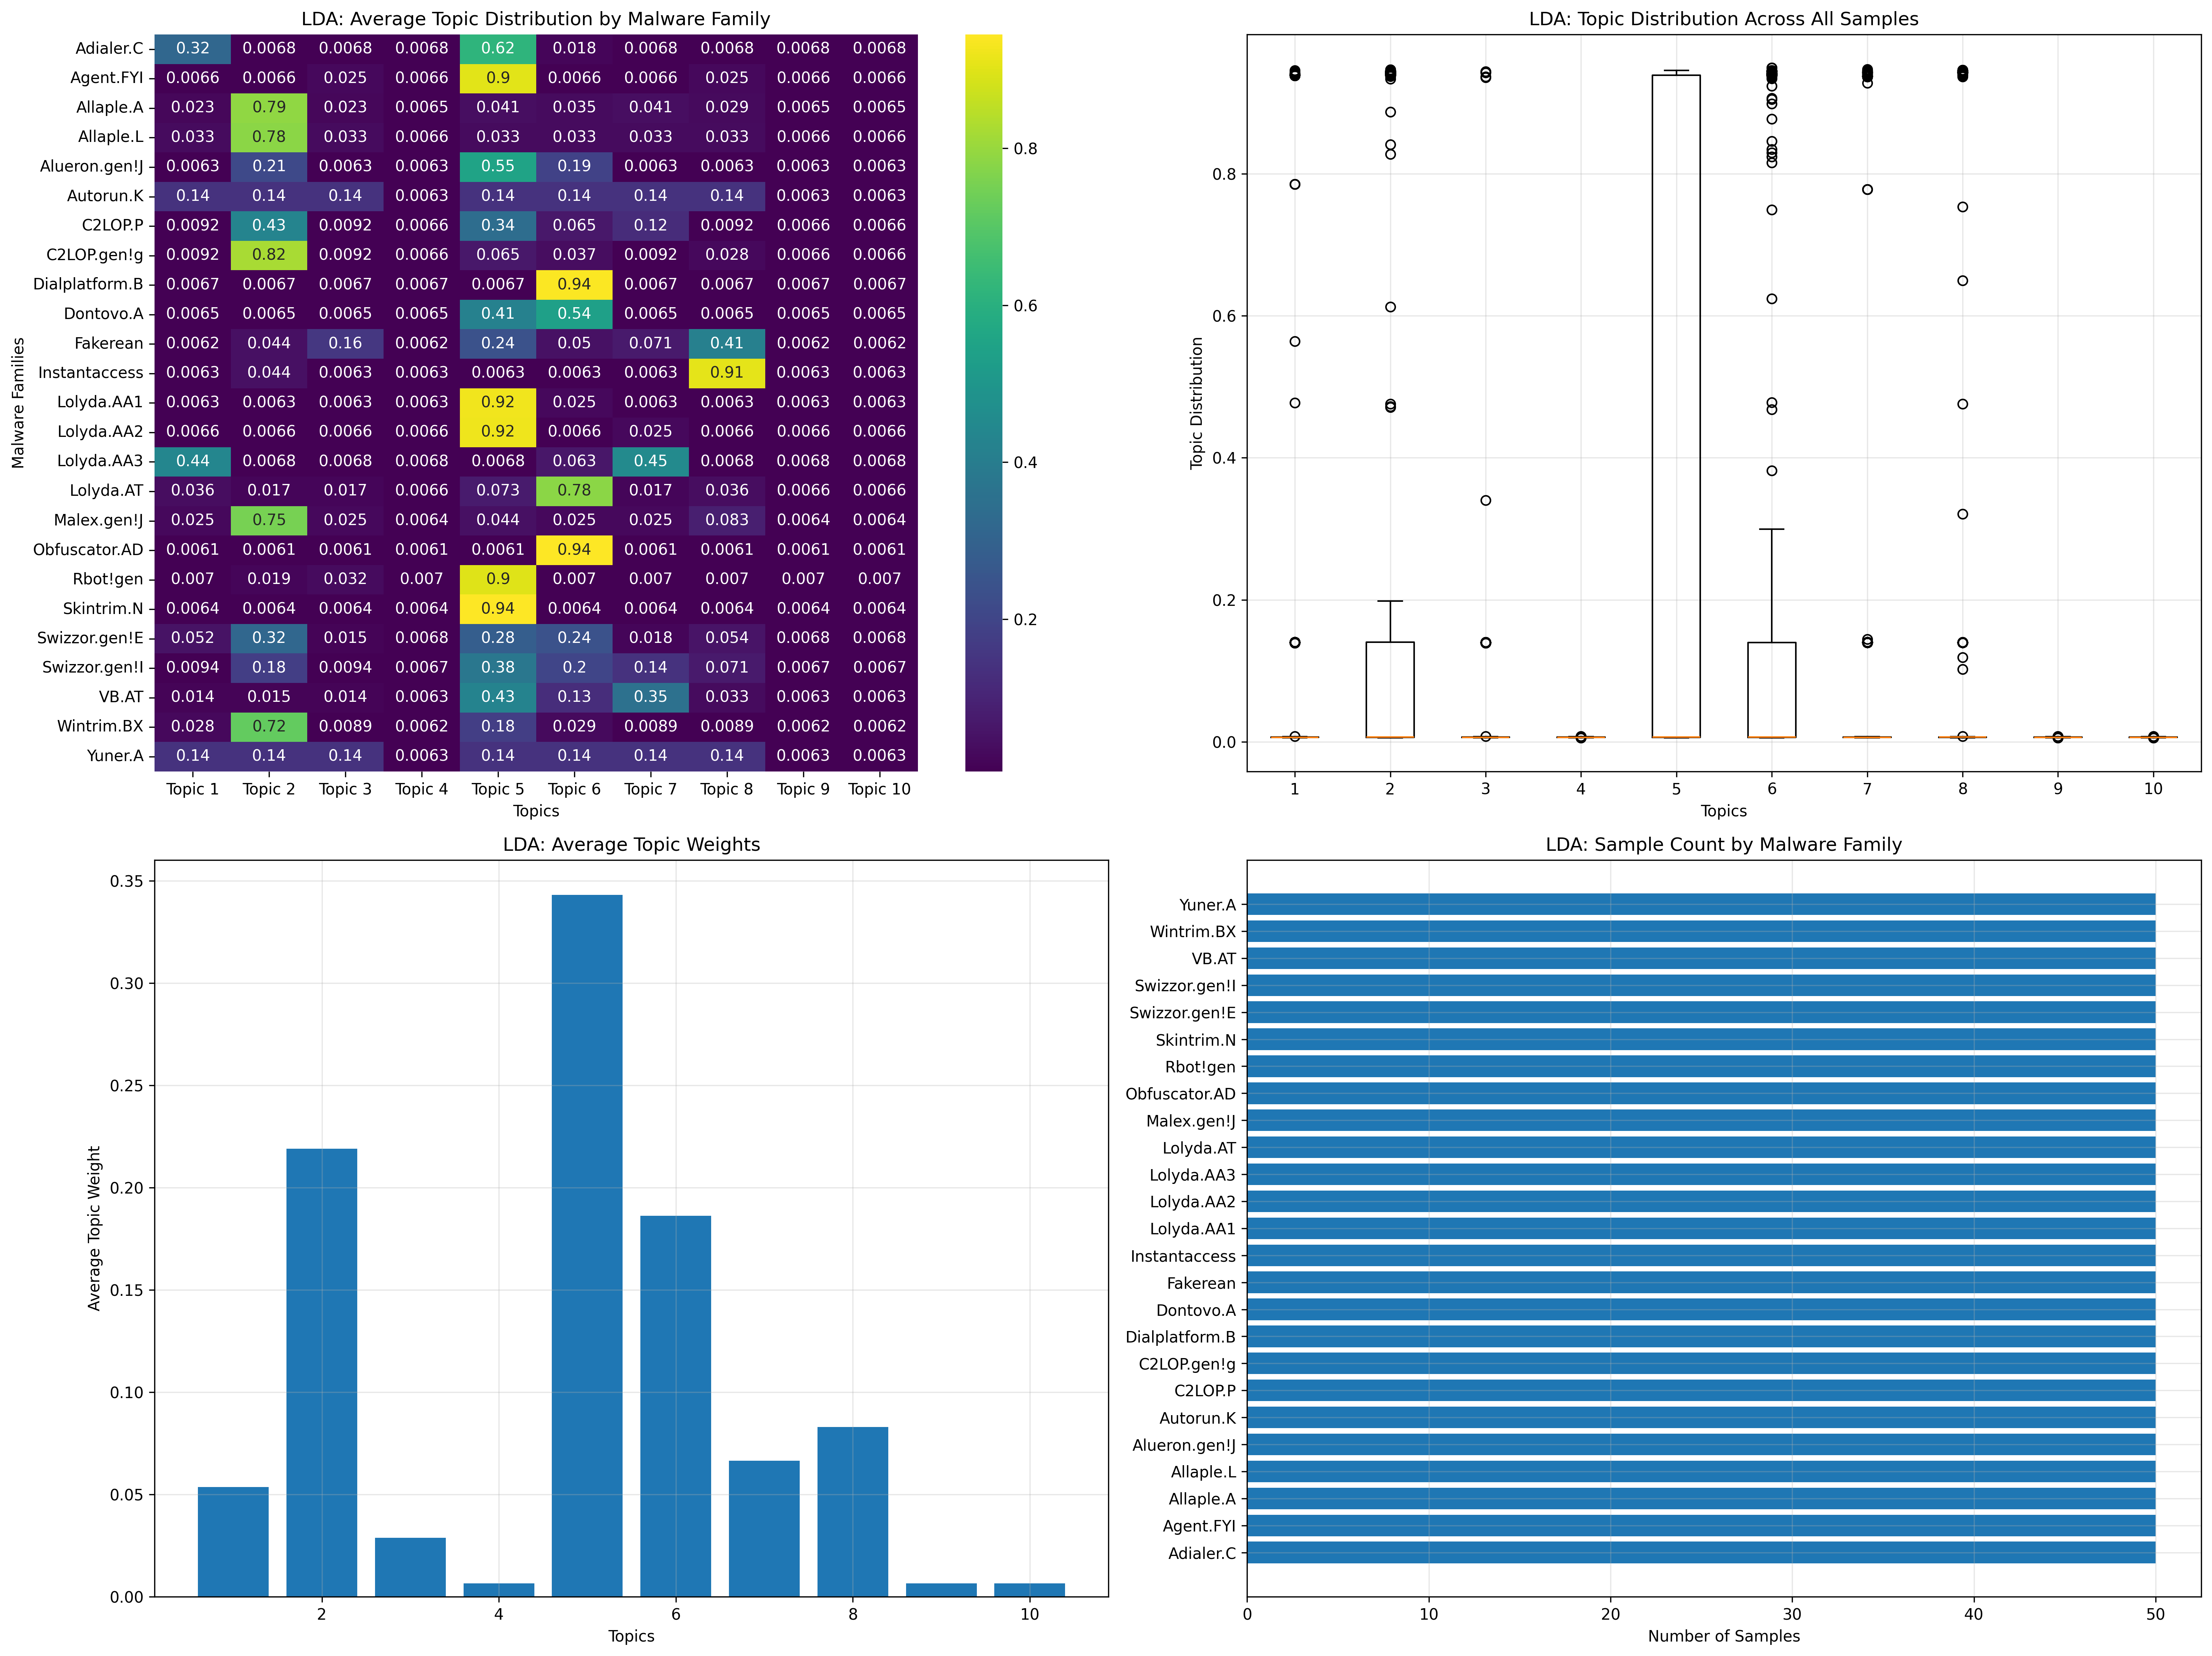 LDA: Average Topic Distribution by Malware Family
Malware Families
Adialer.C 0.32 0.0068 0.0068 0.0068 0.62 0.018 0.0068 0.0068 0.0068 0.0068
Agent.FYI 0.0066 0.0066 0.025 0.0066 0.9 0.0066 0.0066 0.025 0.0066 0.0066
Allaple.A 0.023 0.79 0.023 0.0065 0.041 0.035 0.041 0.029 0.0065 0.0065
Allaple.L 0.033 0.78 0.033 0.0066 0.033 0.033 0.033 0.033 0.0066 0.0066
Alueron.gen!J 0.0063 0.21 0.0063 0.0063 0.55 0.19 0.0063 0.0063 0.0063 0.0063
Autorun.K 0.14 0.14 0.14 0.0063 0.14 0.14 0.14 0.14 0.0063 0.0063
C2LOP.P 0.0092 0.43 0.0092 0.0066 0.34 0.065 0.12 0.0092 0.0066 0.0066
C2LOP.gen!g 0.0092 0.82 0.0092 0.0066 0.065 0.037 0.0092 0.028 0.0066 0.0066
Dialplatform.B 0.0067 0.0067 0.0067 0.0067 0.0067 0.94 0.0067 0.0067 0.0067 0.0067
Dontovo.A 0.0065 0.0065 0.0065 0.0065 0.41 0.54 0.0065 0.0065 0.0065 0.0065
Fakerean 0.0062 0.044 0.16 0.0062 0.24 0.05 0.071 0.41 0.0062 0.0062
Instantaccess 0.0063 0.044 0.0063 0.0063 0.0063 0.0063 0.0063 0.91 0.0063 0.0063
Lolyda.AA1 0.0063 0.0063 0.0063 0.0063 0.92 0.025 0.0063 0.0063 0.0063 0.0063
Lolyda.AA2 0.0066 0.0066 0.0066 0.0066 0.92 0.0066 0.025 0.0066 0.0066 0.0066
Lolyda.AA3 0.44 0.0068 0.0068 0.0068 0.0068 0.063 0.45 0.0068 0.0068 0.0068
Lolyda.AT 0.036 0.017 0.017 0.0066 0.073 0.78 0.017 0.036 0.0066 0.0066
Malex.gen!J 0.025 0.75 0.025 0.0064 0.044 0.025 0.025 0.083 0.0064 0.0064
Obfuscator.AD 0.0061 0.0061 0.0061 0.0061 0.0061 0.94 0.0061 0.0061 0.0061 0.0061
Rbot!gen 0.007 0.019 0.032 0.007 0.9 0.007 0.007 0.007 0.007 0.007
Skintrim.N 0.0064 0.0064 0.0064 0.0064 0.94 0.0064 0.0064 0.0064 0.0064 0.0064
Swizzor.gen!E 0.052 0.32 0.015 0.0068 0.28 0.24 0.018 0.054 0.0068 0.0068
Swizzor.gen!I 0.0094 0.18 0.0094 0.0067 0.38 0.2 0.14 0.071 0.0067 0.0067
VB.AT 0.014 0.015 0.014 0.0063 0.43 0.13 0.35 0.033 0.0063 0.0063
Wintrim.BX 0.028 0.72 0.0089 0.0062 0.18 0.029 0.0089 0.0089 0.0062 0.0062
Yuner.A 0.14 0.14 0.14 0.0063 0.14 0.14 0.14 0.14 0.0063 0.0063
Topic 1 Topic 2 Topic 3 Topic 4 Topic 5 Topic 6 Topic 7 Topic 8 Topic 9 Topic 10
Topics
0.8
0.6
0.4
0.2
LDA: Topic Distribution Across All Samples
Topic Distribution
0.8
0.6
0.4
0.2
0.0
1 2 3 4 5 6 7 8 9 10
Topics
LDA: Average Topic Weights
Average Topic Weight
0.35
0.30
0.25
0.20
0.15
0.10
0.05
0.00
2 4 6 8 10
Topics
LDA: Sample Count by Malware Family
Yuner.A
Wintrim.BX
VB.AT
Swizzor.gen!I
Swizzor.gen!E
Skintrim.N
Rbot!gen
Obfuscator.AD
Malex.gen!J
Lolyda.AT
Lolyda.AA3
Lolyda.AA2
Lolyda.AA1
Instantaccess
Fakerean
Dontovo.A
Dialplatform.B
C2LOP.gen!g
C2LOP.P
Autorun.K
Alueron.gen!J
Allaple.L
Allaple.A
Agent.FYI
Adialer.C
0 10 20 30 40 50
Number of Samples